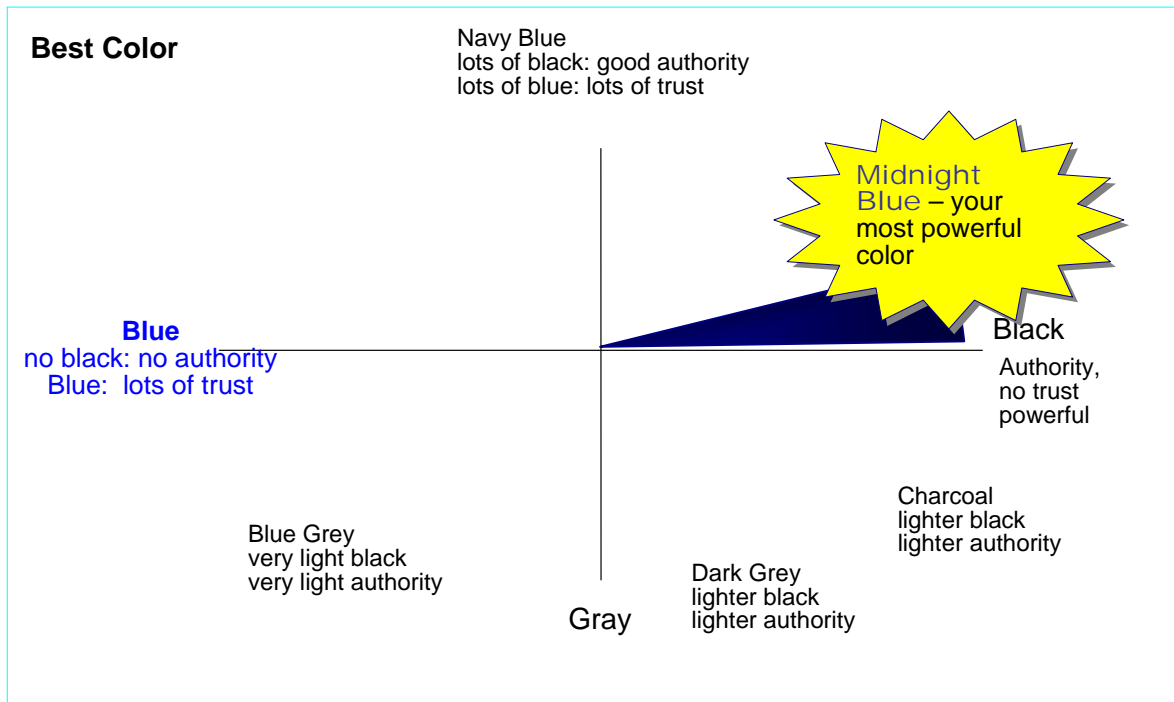 Best Color
Navy Blue
lots of black: good authority
lots of blue: lots of trust
Midnight
Blue – your
most powerful
color
Blue
no black: no authority
Blue: lots of trust
Black
Authority,
no trust
powerful
Charcoal
lighter black
lighter authority
Blue Grey
very light black
very light authority
Dark Grey
lighter black
lighter authority
Gray